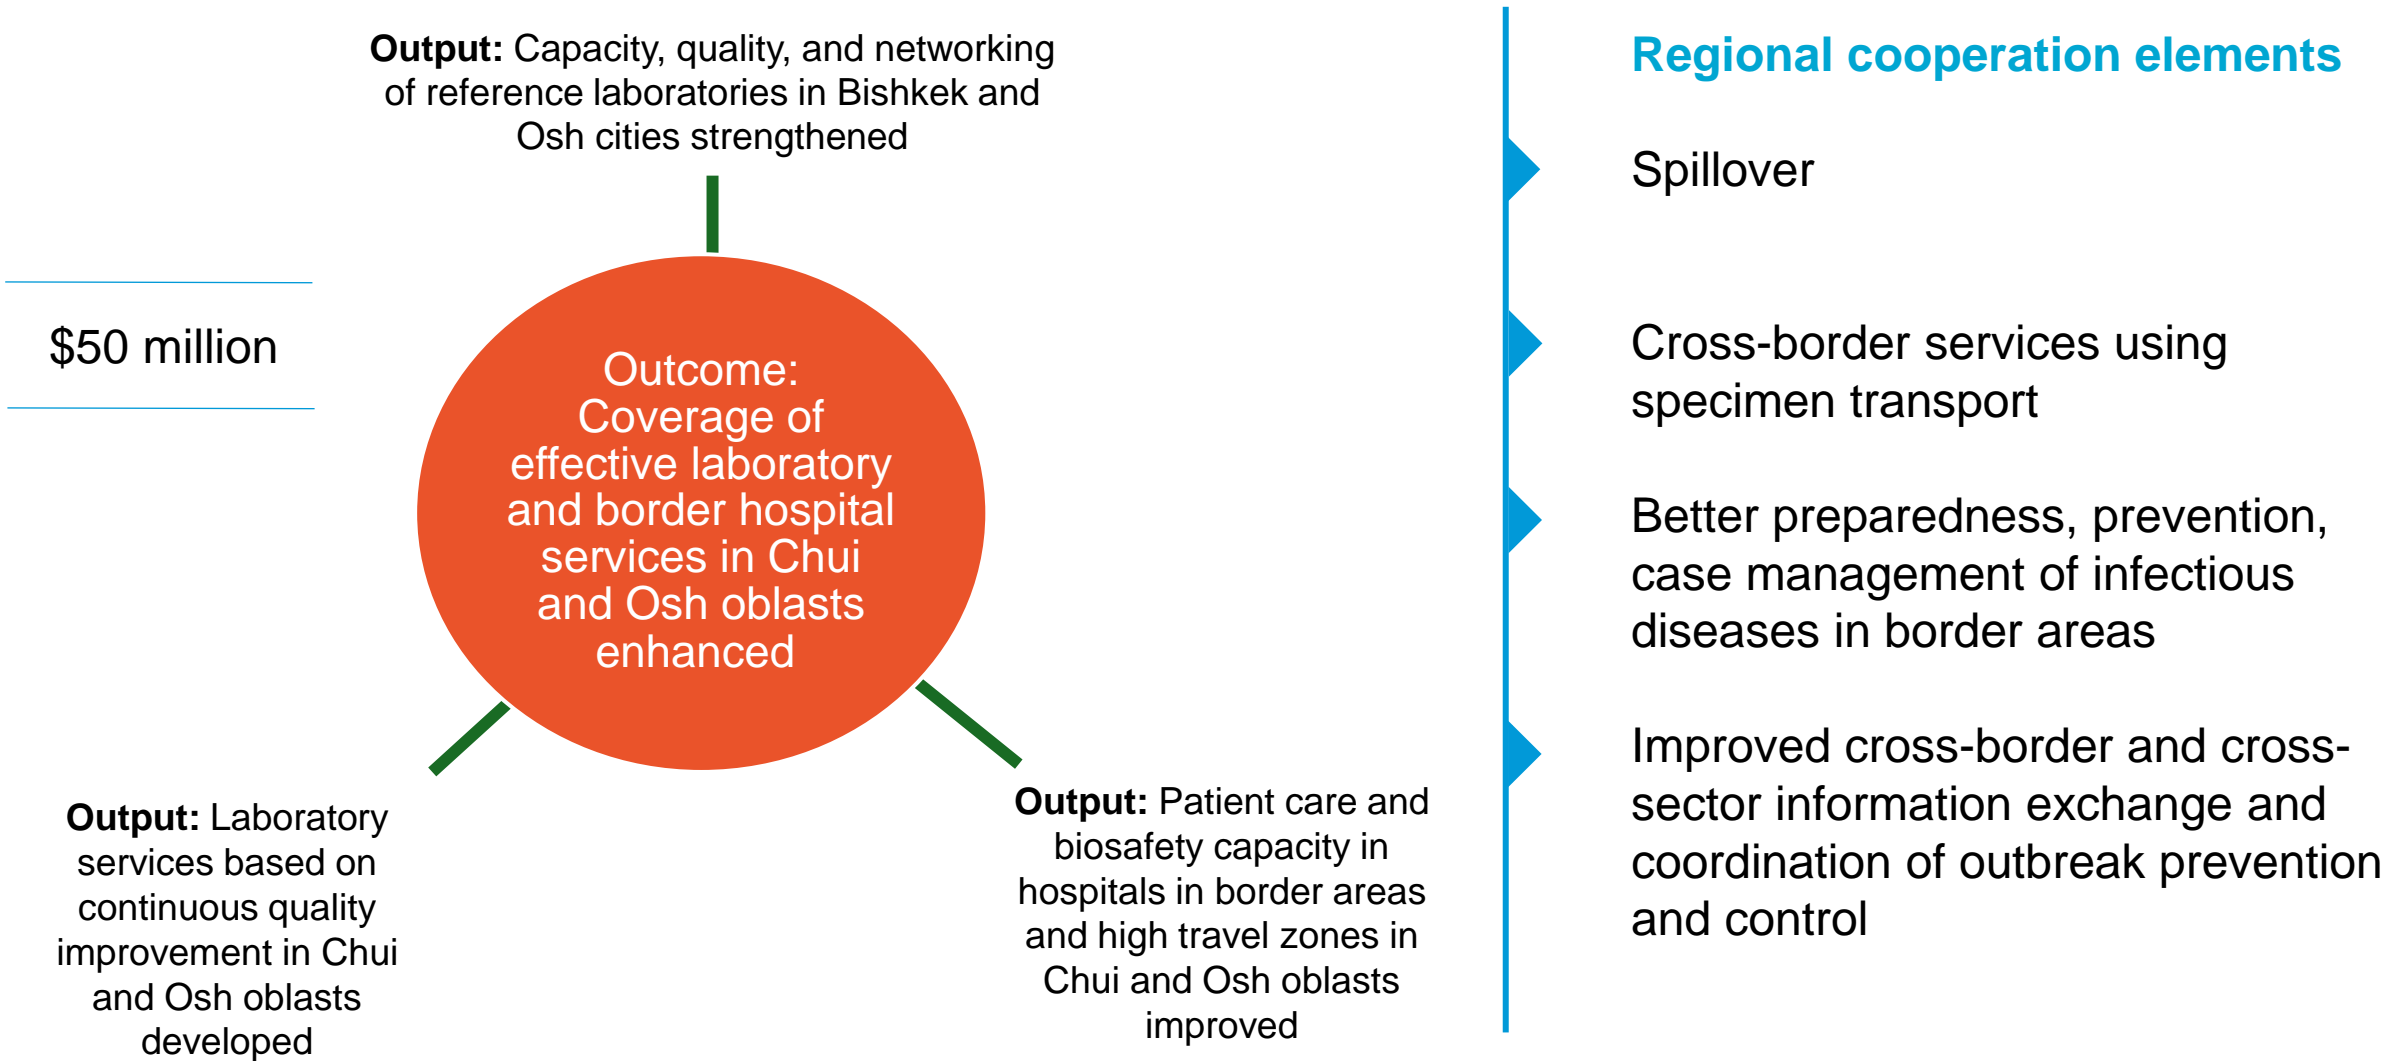 Output: Capacity, quality, and networking
of reference laboratories in Bishkek and
Osh cities strengthened
$50 million
Outcome:
Coverage of
effective laboratory
and border hospital
services in Chui
and Osh oblasts
enhanced
Output: Laboratory
services based on
continuous quality
improvement in Chui
and Osh oblasts
developed
Output: Patient care and
biosafety capacity in
hospitals in border areas
and high travel zones in
Chui and Osh oblasts
improved
Regional cooperation elements
Spillover
Cross-border services using
specimen transport
Better preparedness, prevention,
case management of infectious
diseases in border areas
Improved cross-border and cross-
sector information exchange and
coordination of outbreak prevention
and control